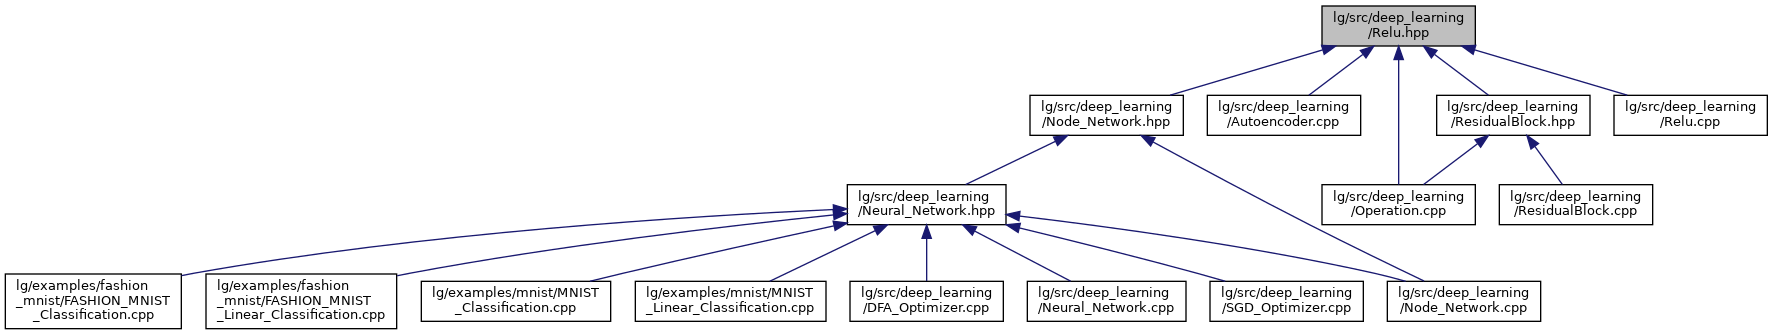 lg/src/deep_learning
/Relu.hpp
lg/src/deep_learning
/Node_Network.hpp
lg/src/deep_learning
/Autoencoder.cpp
lg/src/deep_learning
/ResidualBlock.hpp
lg/src/deep_learning
/Relu.cpp
lg/src/deep_learning
/Neural_Network.hpp
lg/src/deep_learning
/Operation.cpp
lg/src/deep_learning
/ResidualBlock.cpp
lg/examples/fashion
_mnist/FASHION_MNIST
_Classification.cpp
lg/examples/fashion
_mnist/FASHION_MNIST
_Linear_Classification.cpp
lg/examples/mnist/MNIST
_Classification.cpp
lg/examples/mnist/MNIST
_Linear_Classification.cpp
lg/src/deep_learning
/DFA_Optimizer.cpp
lg/src/deep_learning
/Neural_Network.cpp
lg/src/deep_learning
/SGD_Optimizer.cpp
lg/src/deep_learning
/Node_Network.cpp